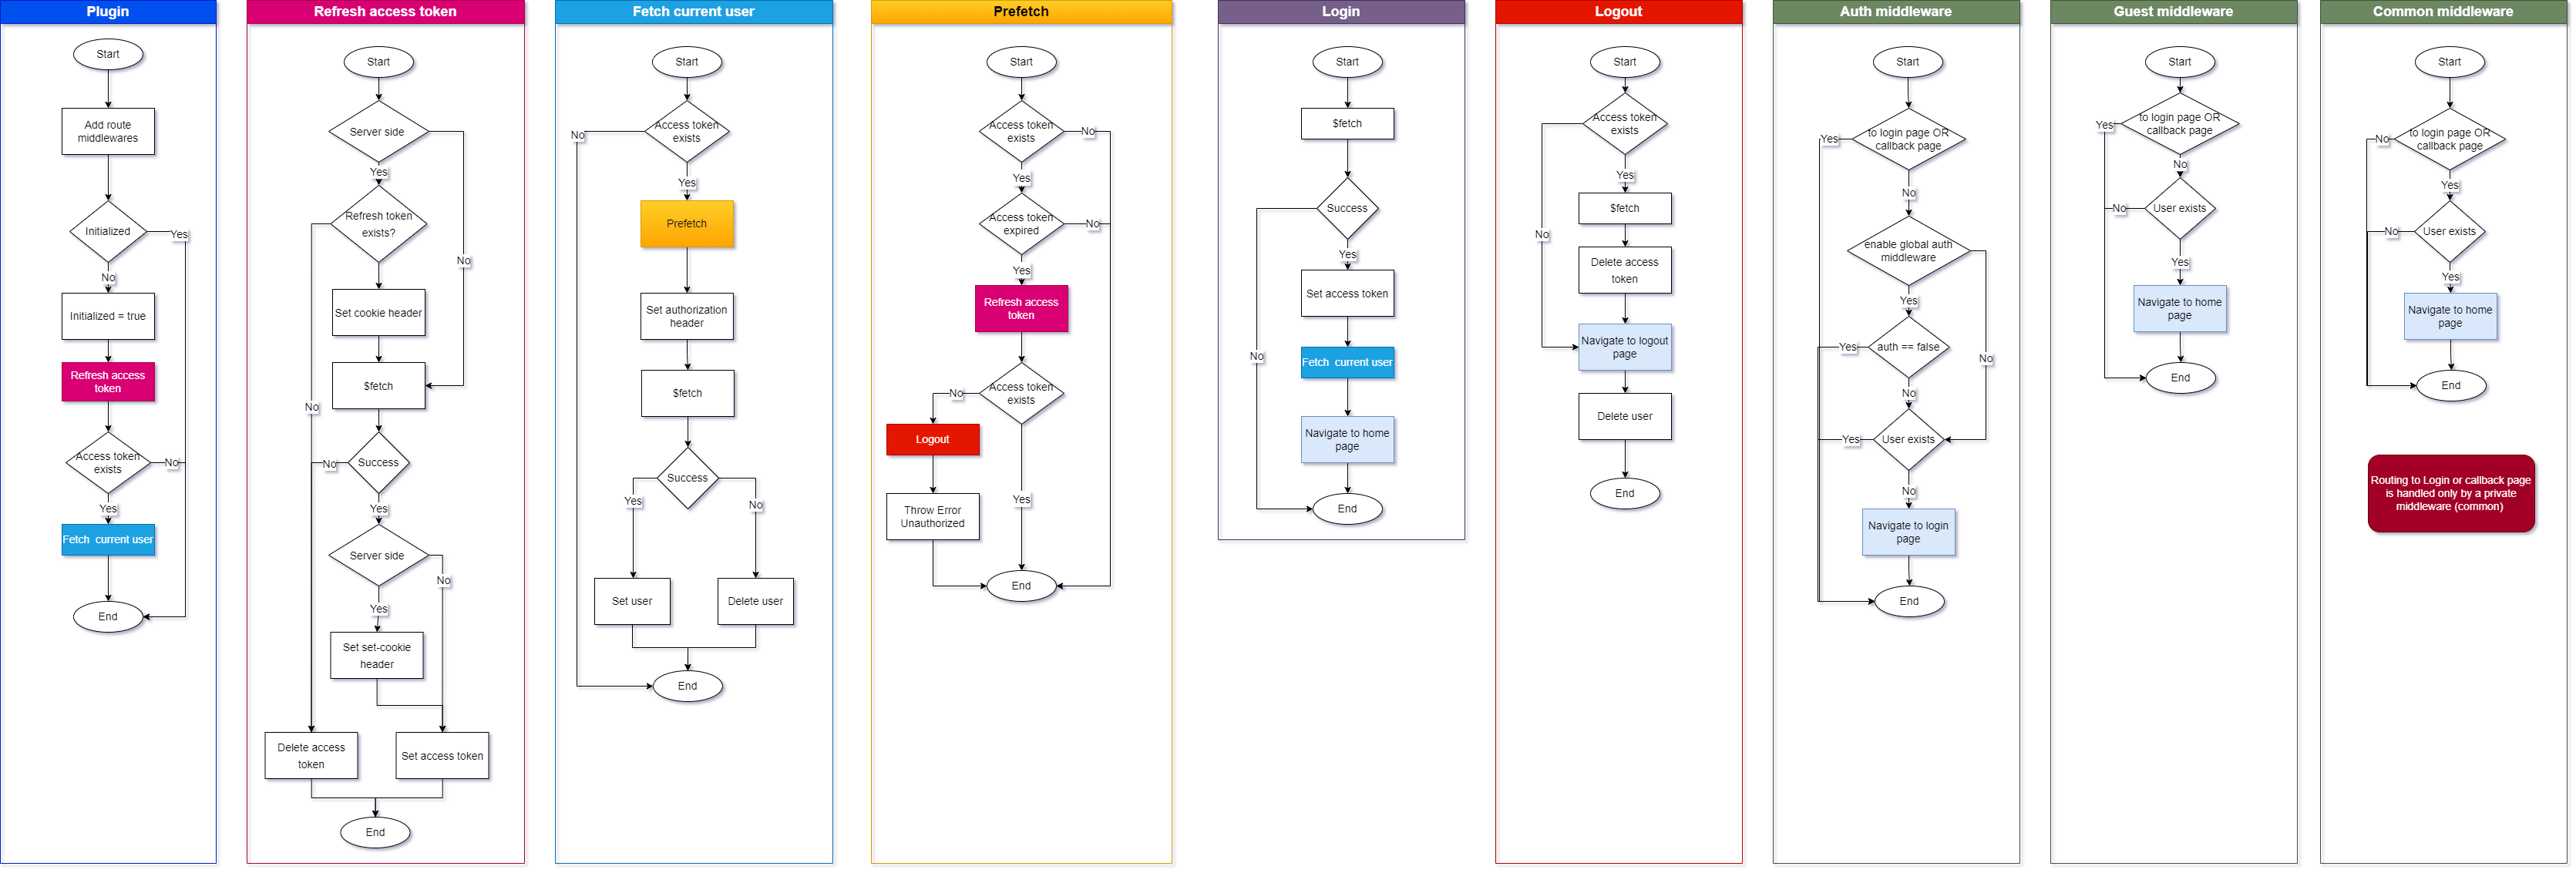 Plugin
Start
Add route
middlewares
Initialized
Yes
No
Initialized = true
Refresh access
token
Access token
exists
No
Yes
Fetch  current user
End
Refresh access token
Start
Server side
Yes
No
Refresh token
exists?
Set cookie header
$fetch
No
Success
No
Yes
Server side
No
Yes
Set set-cookie
header
Delete access
token
Set access token
End
Fetch current user
Start
Access token
exists
No
Yes
Prefetch
Set authorization
header
$fetch
Success
Yes
No
Set user
Delete user
End
Prefetch
Start
Access token
exists
No
Yes
Access token
expired
No
Yes
Refresh access
token
Access token
exists
No
Logout
Yes
Throw Error
Unauthorized
End
Login
Start
$fetch
Success
Yes
Set access token
No
Fetch  current user
Navigate to home
page
End
Logout
Start
Access token
exists
Yes
No
$fetch
Delete access
token
Navigate to logout
page
Delete user
End
Auth middleware
Start
to login page OR
callback page
Yes
No
enable global auth
middleware
Yes
No
auth == false
Yes
No
User exists
Yes
No
Navigate to login
page
End
Guest middleware
Start
to login page OR
callback page
Yes
No
User exists
No
Yes
Navigate to home
page
End
Common middleware
Start
to login page OR
callback page
No
Yes
User exists
No
Yes
Navigate to home
page
End
Routing to Login or callback page
is handled only by a private
middleware (common)